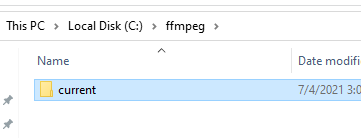 This PC > Local Disk (C:) > ffmpeg >
Name Date modifi
current 7/4/2021 3:0